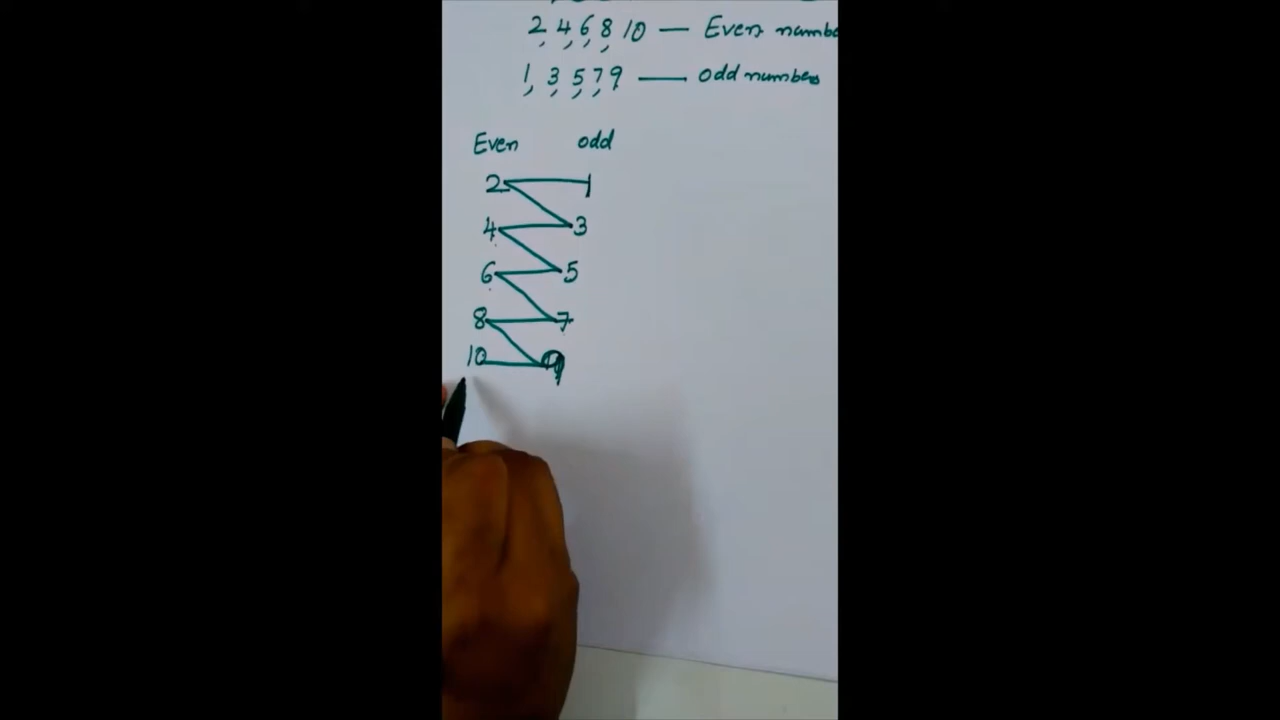 2, 4, 6, 8, 10 — Even numbe
1, 3, 5, 7, 9 — odd numbers
Even odd
2 1
4 3
6 5
8 7
10 9